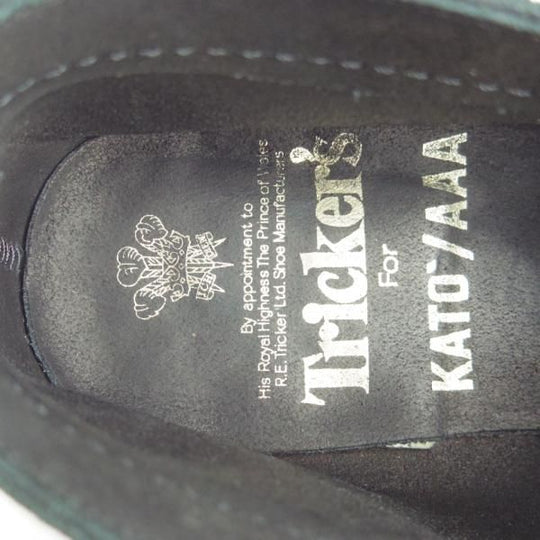 By appointment to
His Royal Highness The Prince of Wales
R.E. Tricker Ltd. Shoe Manufacturers
Tricker's
For
KATO`/AAA